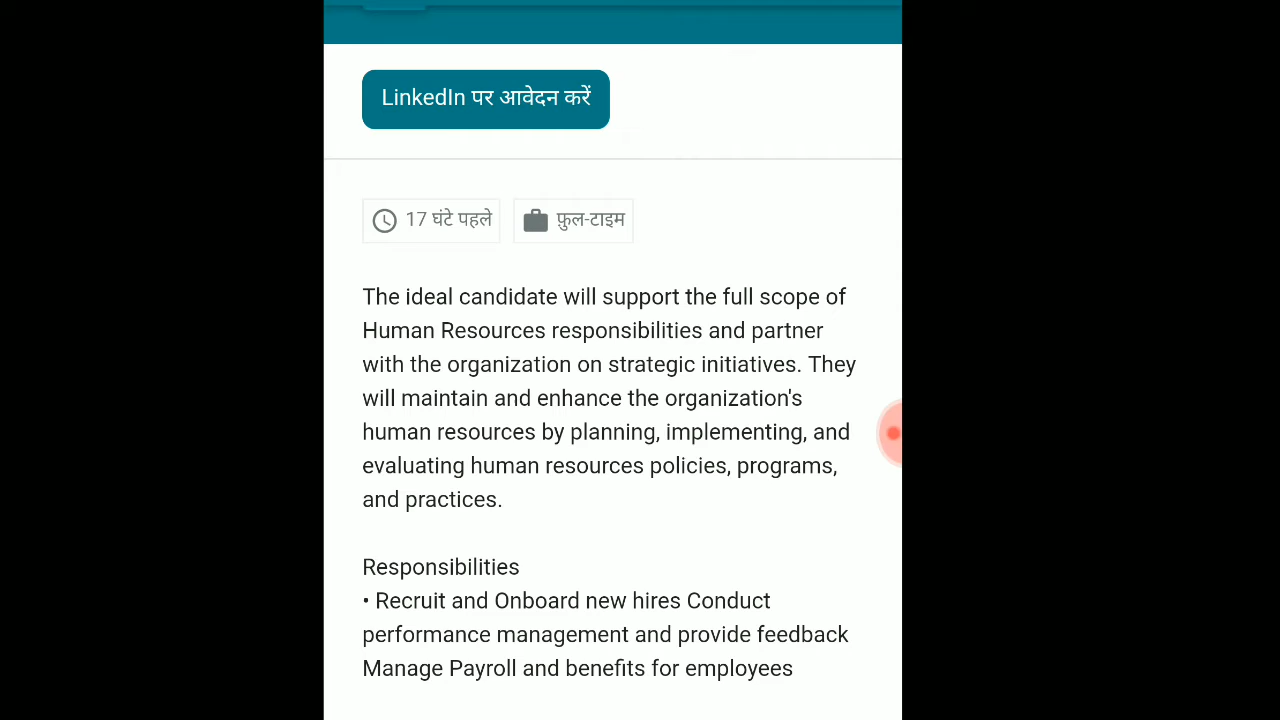 LinkedIn पर आवेदन करें
17 घंटे पहले
फ़ुल-टाइम
The ideal candidate will support the full scope of
Human Resources responsibilities and partner
with the organization on strategic initiatives. They
will maintain and enhance the organization's
human resources by planning, implementing, and
evaluating human resources policies, programs,
and practices.
Responsibilities
• Recruit and Onboard new hires Conduct
performance management and provide feedback
Manage Payroll and benefits for employees